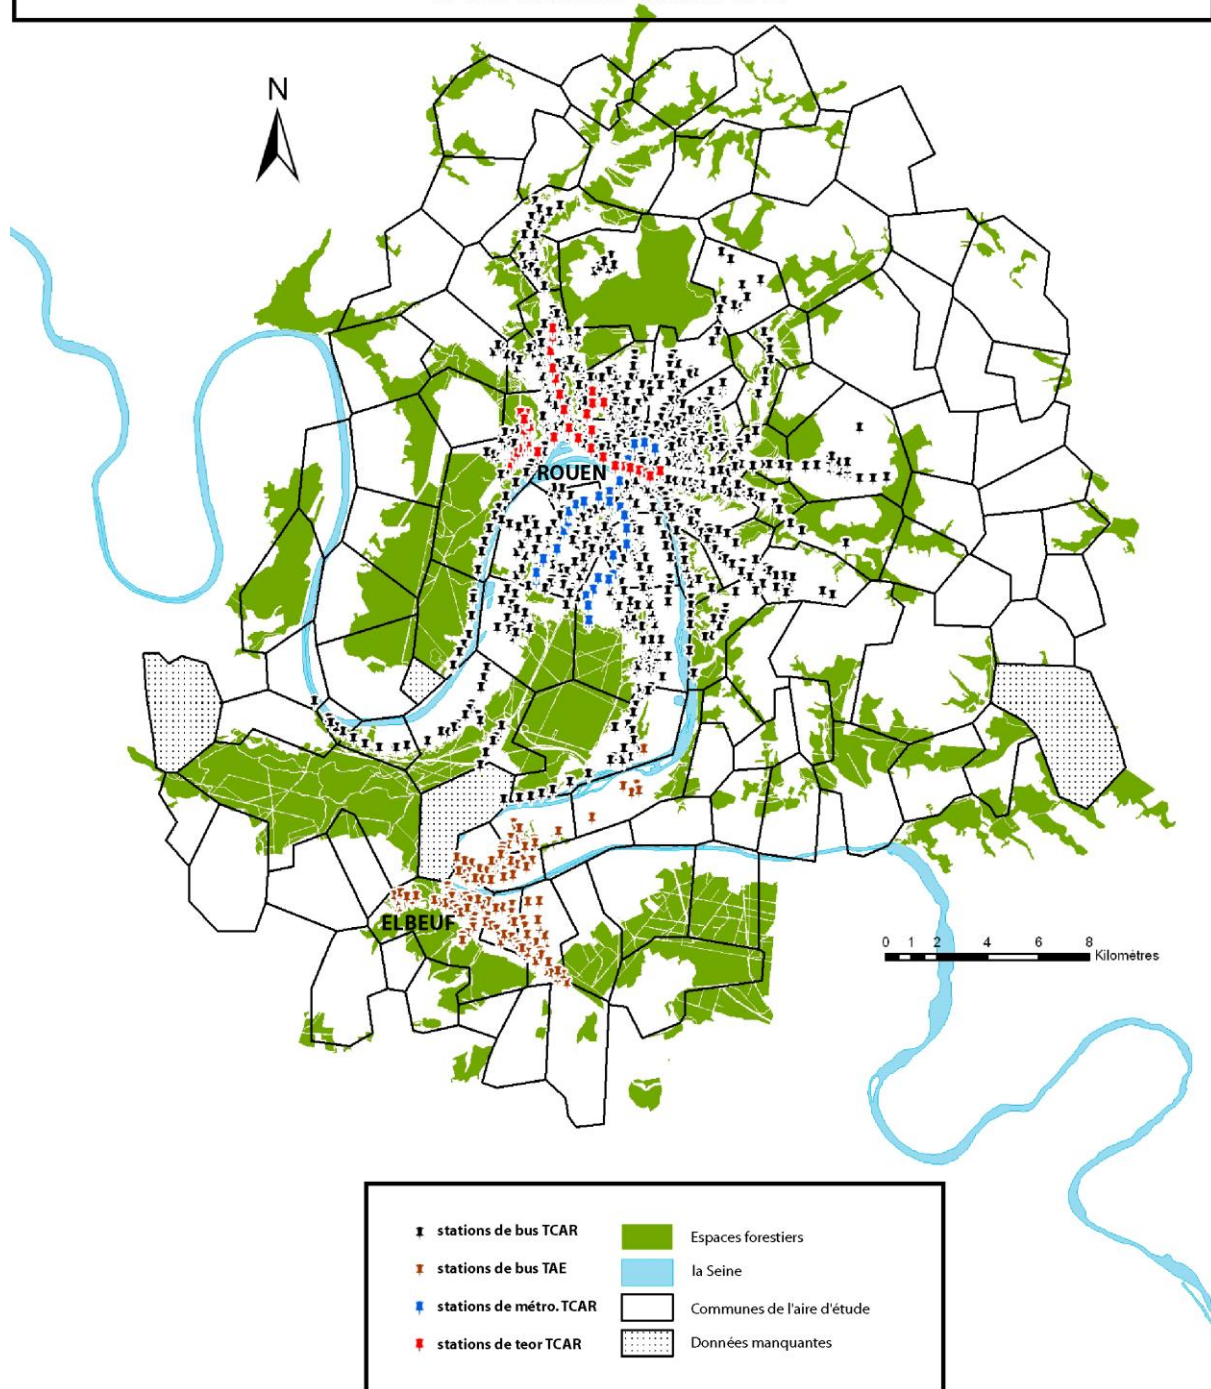 N
ROUEN
ELBEUF
0 1 2 4 6 8
Kilomètres
stations de bus TCAR
stations de bus TAE
stations de métro. TCAR
stations de teor TCAR
Espaces forestiers
la Seine
Communes de l'aire d'étude
Données manquantes